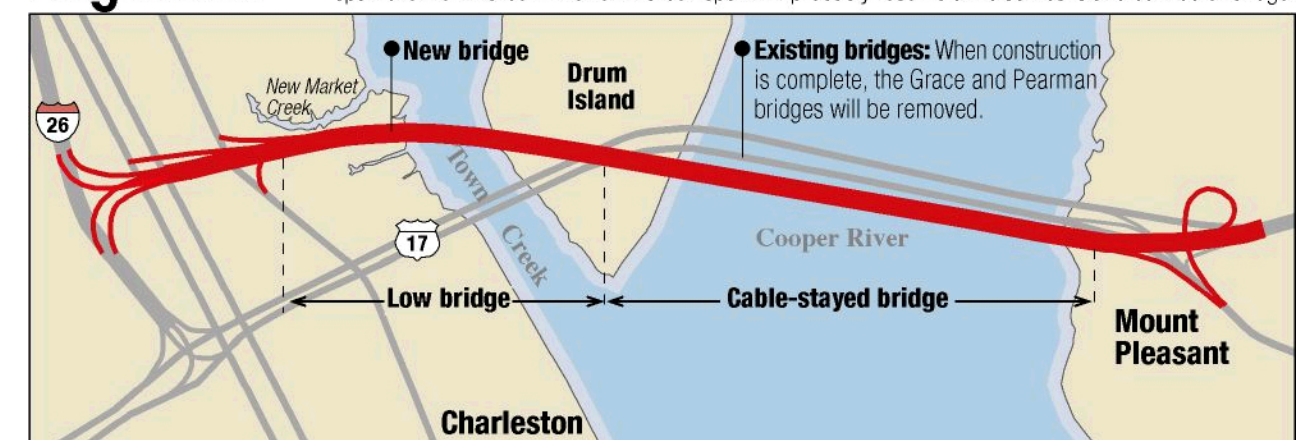 New bridge
Existing bridges: When construction
is complete, the Grace and Pearman
bridges will be removed.
Drum
Island
New Market
Creek
26
Town
Creek
17
Cooper River
Low bridge
Cable-stayed bridge
Mount
Pleasant
Charleston